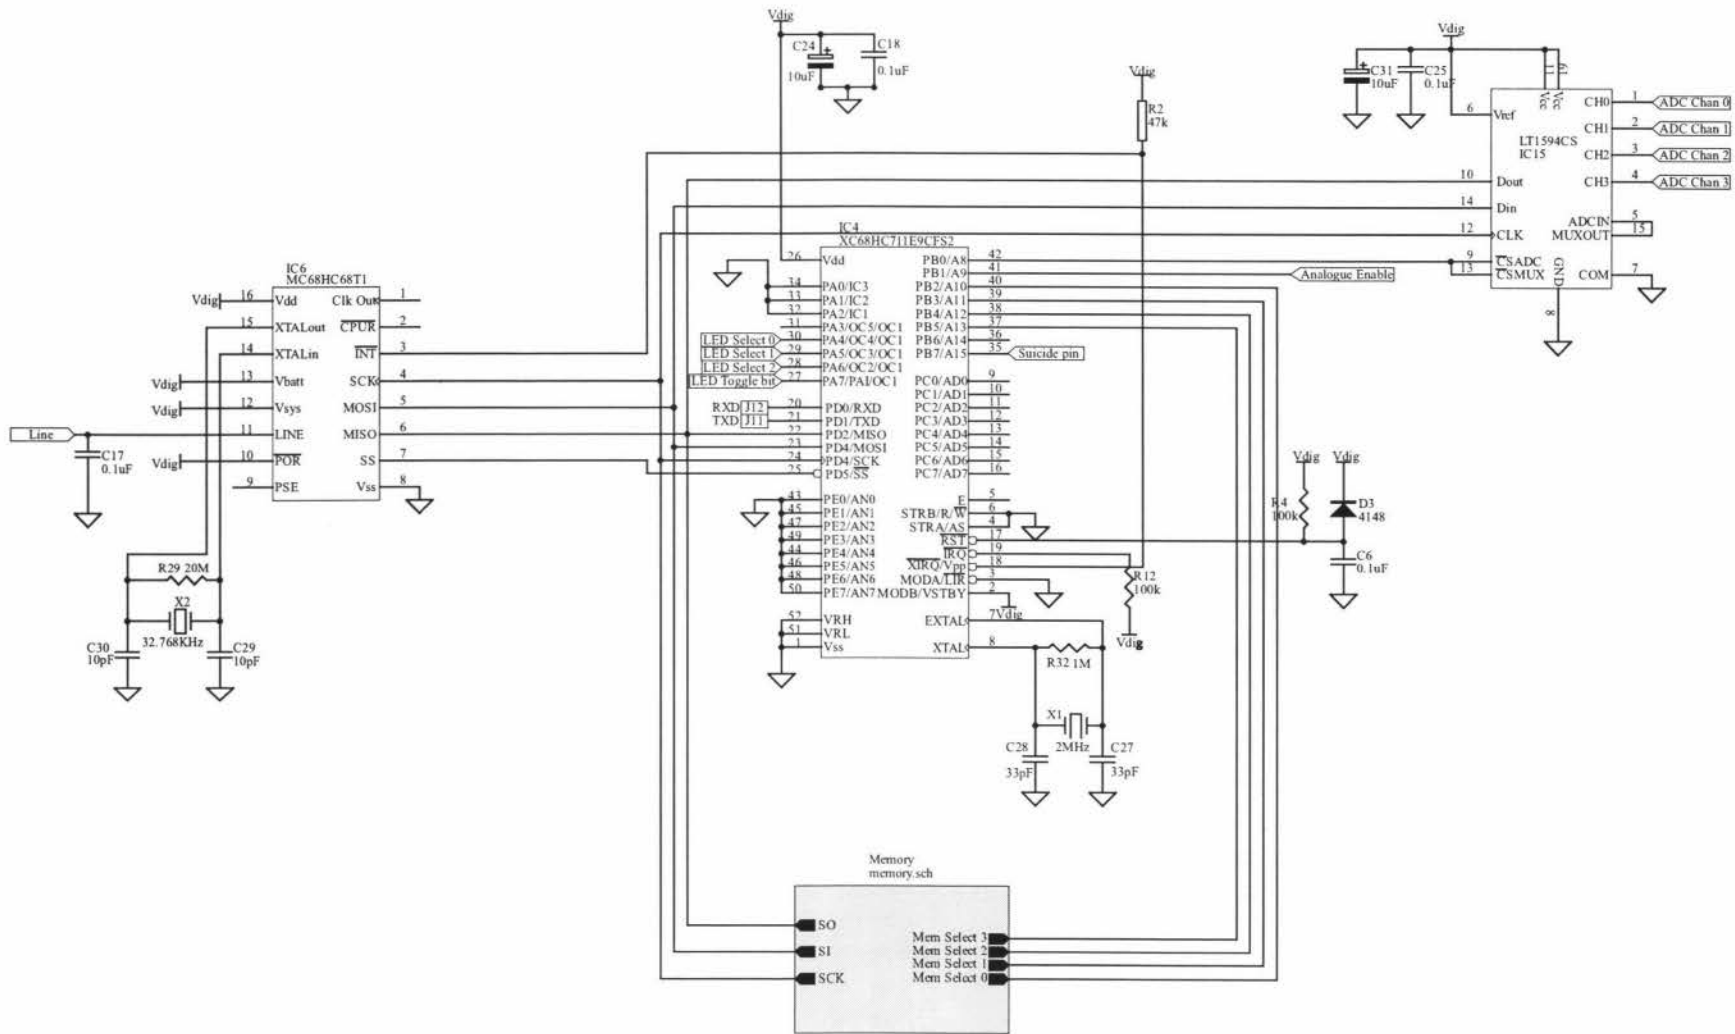 Vdig
C24
10uF
C18
0.1uF
Vdig
R2
47k
Vdig
C31
10uF
C25
0.1uF
11
Vcc
16
Vcc
6
Vref
LT1594CS
IC15
CH0
1
ADC Chan 0
CH1
2
ADC Chan 1
CH2
3
ADC Chan 2
CH3
4
ADC Chan 3
10
Dout
14
Din
12
CLK
9
CSADC
13
CSMUX
ADCIN
5
MUXOUT
15
GND
8
COM
7
IC6
MC68HC68T1
Vdig
16
Vdd
Clk Out
1
15
XTALout
CPUR
2
14
XTALin
INT
3
Vdig
13
Vbatt
SCK
4
Vdig
12
Vsys
MOSI
5
Line
11
LINE
MISO
6
Vdig
10
POR
SS
7
9
PSE
Vss
8
C17
0.1uF
R29 20M
X2
32.768KHz
C30
10pF
C29
10pF
IC4
XC68HC711E9CFS2
26
Vdd
34
PA0/IC3
33
PA1/IC2
32
PA2/IC1
31
PA3/OC5/OC1
LED Select 0
30
PA4/OC4/OC1
LED Select 1
29
PA5/OC3/OC1
LED Select 2
28
PA6/OC2/OC1
LED Toggle bit
27
PA7/PAI/OC1
RXD
J12
20
PD0/RXD
TXD
J11
21
PD1/TXD
22
PD2/MISO
23
PD4/MOSI
24
PD4/SCK
25
PD5/SS
43
PE0/AN0
45
PE1/AN1
47
PE2/AN2
49
PE3/AN3
44
PE4/AN4
46
PE5/AN5
48
PE6/AN6
50
PE7/AN7
52
VRH
51
VRL
1
Vss
PB0/A8
42
PB1/A9
41
Analogue Enable
PB2/A10
40
PB3/A11
39
PB4/A12
38
PB5/A13
37
PB6/A14
36
PB7/A15
35
Suicide pin
PC0/AD0
9
PC1/AD1
10
PC2/AD2
11
PC3/AD3
12
PC4/AD4
13
PC5/AD5
14
PC6/AD6
15
PC7/AD7
16
E
5
STRB/R/W
6
STRA/AS
4
RST
17
IRQ
19
XIRQ/Vpp
18
MODA/LIR
3
MODB/VSTBY
2
Vdig
EXTAL
7
XTAL
8
R12
100k
Vdig
Vdig
Vdig
R4
100k
D3
4148
C6
0.1uF
R32 1M
X1
2MHz
C28
33pF
C27
33pF
Memory
memory.sch
SO
SI
SCK
Mem Select 3
Mem Select 2
Mem Select 1
Mem Select 0